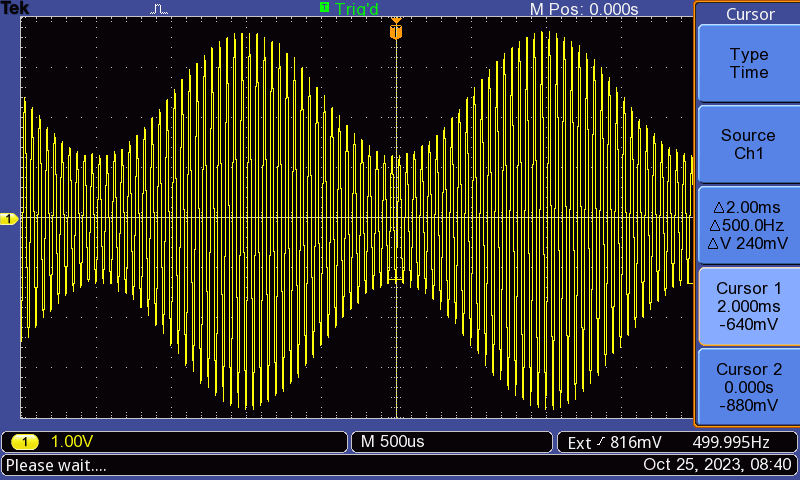 Tek
T Trig'd
M Pos: 0.000s
Cursor
T
Type
Time
Source
Ch1
△2.00ms
△500.0Hz
△V 240mV
Cursor 1
2.000ms
-640mV
Cursor 2
0.000s
-880mV
1
1 1.00V
M 500us
Ext / 816mV
499.995Hz
Please wait....
Oct 25, 2023, 08:40